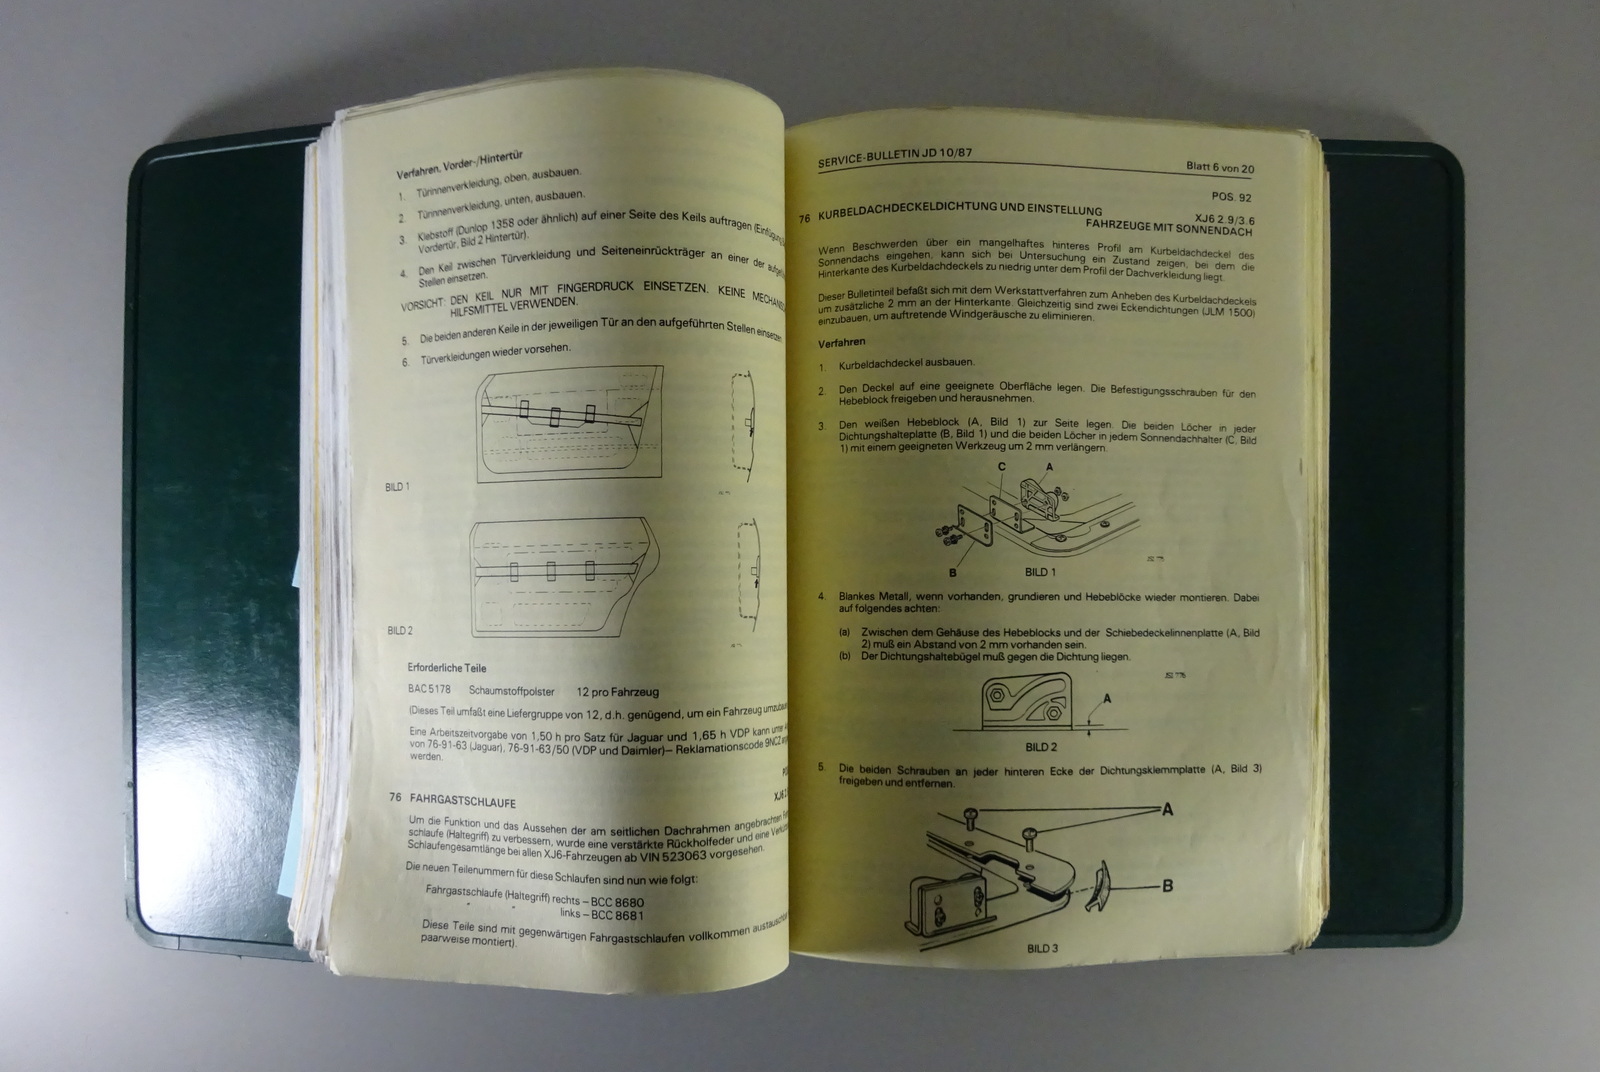 Verfahren, Vorder-/Hintertür
1. Türinnenverkleidung, oben, ausbauen.
2. Türinnenverkleidung, unten, ausbauen.
3. Klebstoff (Dunlop 1358 oder ähnlich) auf einer Seite des Keils auftragen
Vordertür, Bild 2 Hintertür).
4. Den Keil zwischen Türverkleidung und Seiteneinrückträger an einer der
Stellen einsetzen.
VORSICHT: DEN KEIL NUR MIT FINGERDRUCK EINSETZEN. KEINE
HILFSMITTEL VERWENDEN.
5. Die beiden anderen Keile in der jeweiligen Tür an den aufgeführten Stellen einsetzen.
6. Türverkleidungen wieder vorsehen.
BILD 1
BILD 2
Erforderliche Teile
BAC 5178 Schaumstoffpolster 12 pro Fahrzeug
(Dieses Teil umfaßt eine Liefergruppe von 12, d.h. genügend, um ein Fahrzeug
Eine Arbeitszeitvorgabe von 1,50 h pro Satz für Jaguar und 1,65 h VDP kann unter
von 76-91-63 (Jaguar), 76-91-63/50 (VDP und Daimler)– Reklamationscode 9NCZ
werden.
76 FAHRGASTSCHLAUFE
Um die Funktion und das Aussehen der am seitlichen Dachrahmen angebrachten
schlaufe (Haltegriff) zu verbessern, wurde eine verstärkte Rückholfeder und eine
Schlaufengesamtlänge bei allen XJ6-Fahrzeugen ab VIN 523063 vorgesehen.
Die neuen Teilenummern für diese Schlaufen sind nun wie folgt:
Fahrgastschlaufe (Haltegriff) rechts – BCC 8680
" " links – BCC 8681
Diese Teile sind mit gegenwärtigen Fahrgastschlaufen vollkommen
paarweise montiert).
SERVICE-BULLETIN JD 10/87
Blatt 6 von 20
POS. 92
76 KURBELDACHDECKELDICHTUNG UND EINSTELLUNG
XJ6 2.9/3.6
FAHRZEUGE MIT SONNENDACH
Wenn Beschwerden über ein mangelhaftes hinteres Profil am Kurbeldachdeckel des
Sonnendachs eingehen, kann sich bei Untersuchung ein Zustand zeigen, bei dem die
Hinterkante des Kurbeldachdeckels zu niedrig unter dem Profil der Dachverkleidung liegt.
Dieser Bulletinteil befaßt sich mit dem Werkstattverfahren zum Anheben des Kurbeldachdeckels
um zusätzliche 2 mm an der Hinterkante. Gleichzeitig sind zwei Eckendichtungen (JLM 1500)
einzubauen, um auftretende Windgeräusche zu eliminieren.
Verfahren
1. Kurbeldachdeckel ausbauen.
2. Den Deckel auf eine geeignete Oberfläche legen. Die Befestigungsschrauben für den
Hebeblock freigeben und herausnehmen.
3. Den weißen Hebeblock (A, Bild 1) zur Seite legen. Die beiden Löcher in jeder
Dichtungshalteplatte (B, Bild 1) und die beiden Löcher in jedem Sonnendachhalter (C, Bild
1) mit einem geeigneten Werkzeug um 2 mm verlängern.
C A
B
BILD 1
4. Blankes Metall, wenn vorhanden, grundieren und Hebeblöcke wieder montieren. Dabei
auf folgendes achten:
(a) Zwischen dem Gehäuse des Hebeblocks und der Schiebedeckelinnenplatte (A, Bild
2) muß ein Abstand von 2 mm vorhanden sein.
(b) Der Dichtungshaltebügel muß gegen die Dichtung liegen.
A
BILD 2
5. Die beiden Schrauben an jeder hinteren Ecke der Dichtungsklemmplatte (A, Bild 3)
freigeben und entfernen.
A
B
BILD 3